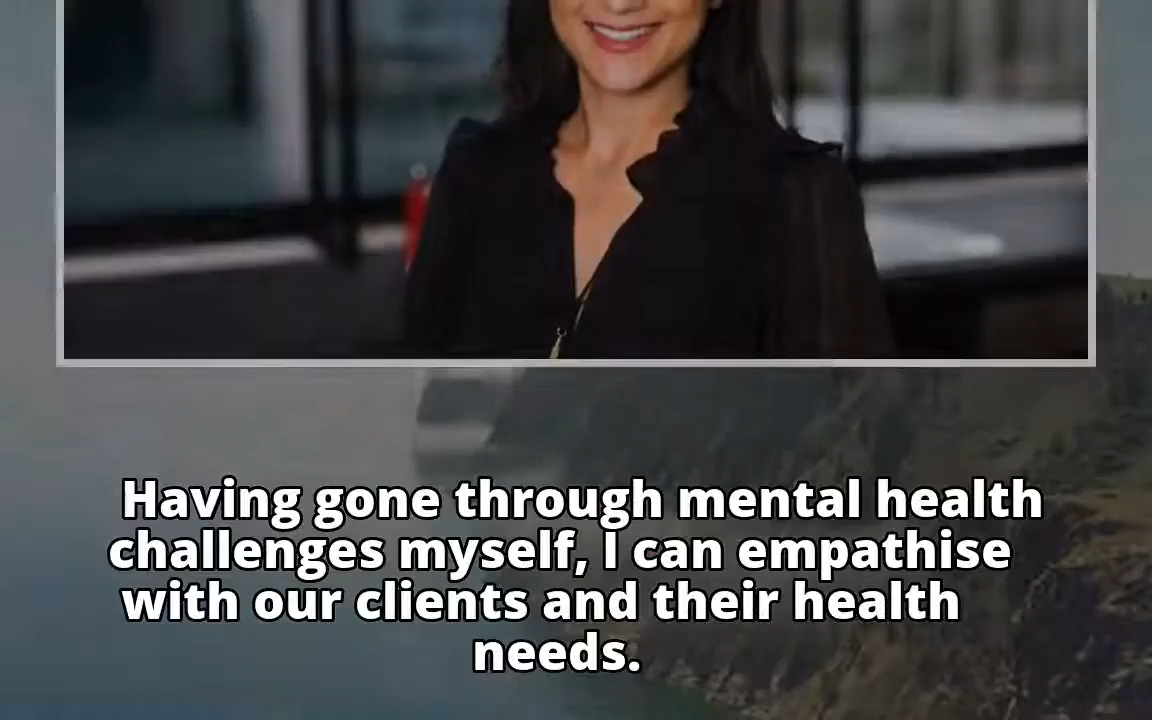 Having gone through mental health
challenges myself, I can empathise
with our clients and their health
needs.